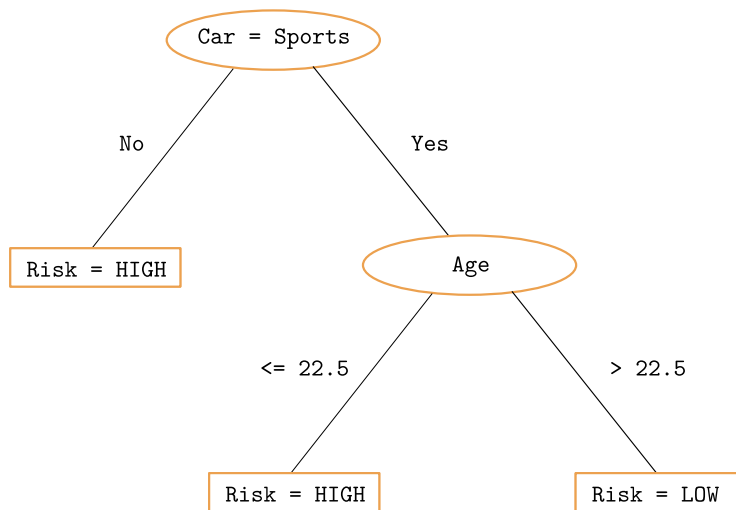 Car = Sports
No
Yes
Risk = HIGH
Age
<= 22.5
> 22.5
Risk = HIGH
Risk = LOW